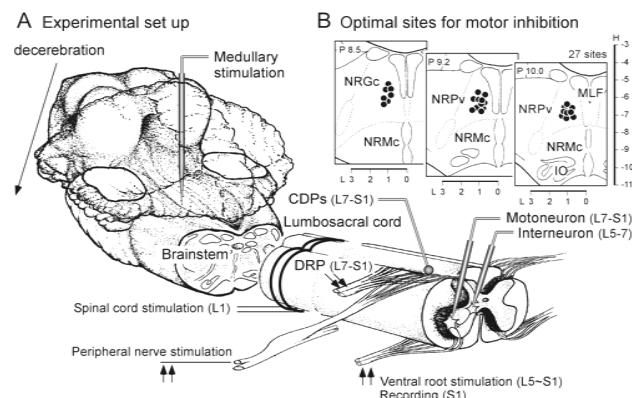 A Experimental set up
decerebration
Medullary
stimulation
Brainstem
Spinal cord stimulation (L1)
Peripheral nerve stimulation
B Optimal sites for motor inhibition
27 sites
P 8.5
NRGc
NRMc
P 9.2
NRPv
NRMc
P 10.0
MLF
NRPv
NRMc
IO
H
-3
-4
-5
-6
-7
-8
-9
-10
-11
L 3 2 1 0
L 3 2 1 0
L 3 2 1 0
CDPs (L7-S1)
Lumbosacral cord
DRP (L7-S1)
Motoneuron (L7-S1)
Interneuron (L5-7)
Ventral root stimulation (L5~S1)
Recording (S1)